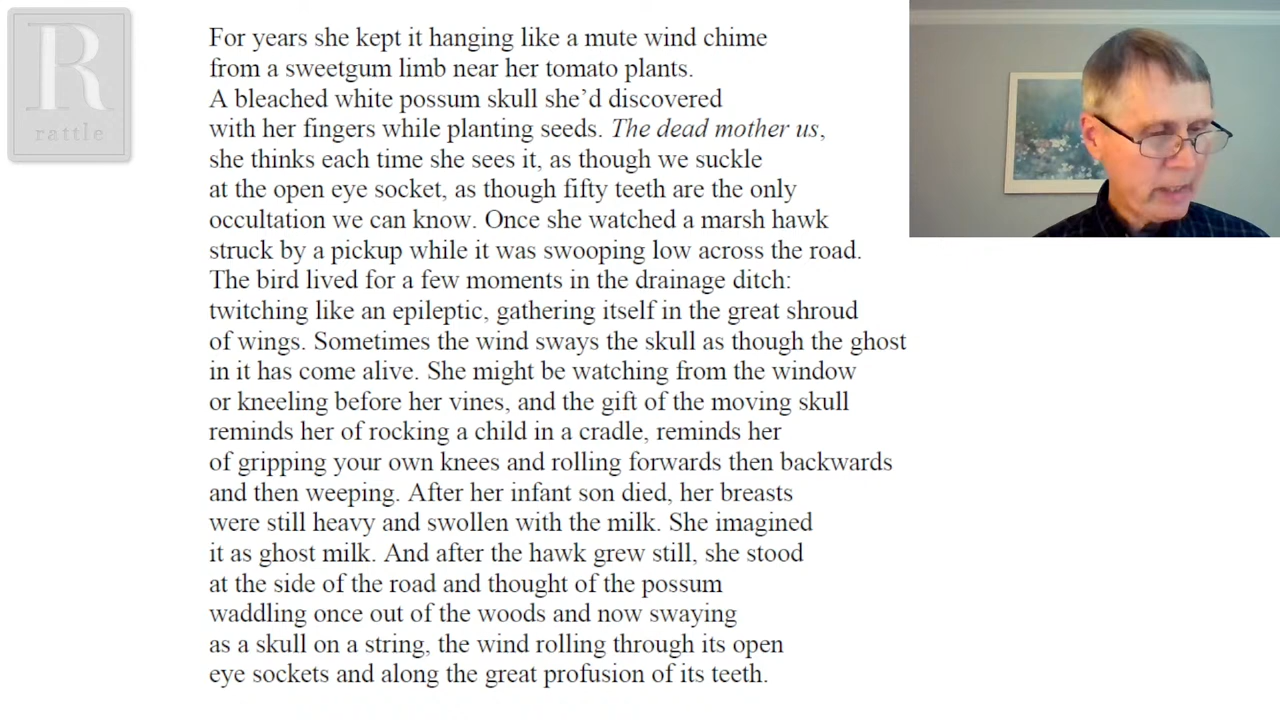 R
rattle
For years she kept it hanging like a mute wind chime
from a sweetgum limb near her tomato plants.
A bleached white possum skull she’d discovered
with her fingers while planting seeds. The dead mother us,
she thinks each time she sees it, as though we suckle
at the open eye socket, as though fifty teeth are the only
occultation we can know. Once she watched a marsh hawk
struck by a pickup while it was swooping low across the road.
The bird lived for a few moments in the drainage ditch:
twitching like an epileptic, gathering itself in the great shroud
of wings. Sometimes the wind sways the skull as though the ghost
in it has come alive. She might be watching from the window
or kneeling before her vines, and the gift of the moving skull
reminds her of rocking a child in a cradle, reminds her
of gripping your own knees and rolling forwards then backwards
and then weeping. After her infant son died, her breasts
were still heavy and swollen with the milk. She imagined
it as ghost milk. And after the hawk grew still, she stood
at the side of the road and thought of the possum
waddling once out of the woods and now swaying
as a skull on a string, the wind rolling through its open
eye sockets and along the great profusion of its teeth.